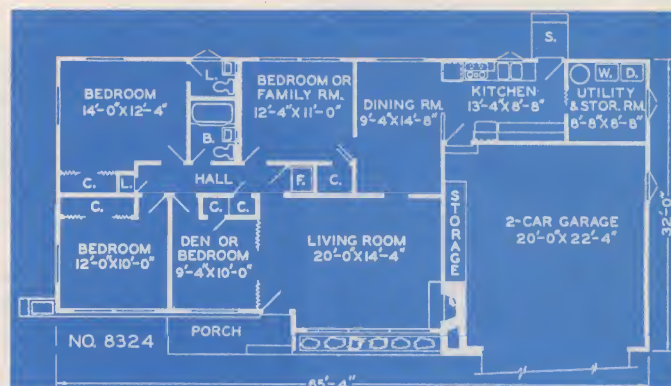 S.
BEDROOM
14'-0"X12'-4"
L.
BEDROOM OR
FAMILY RM.
12'-4"X11'-0"
DINING RM.
9'-4"X14'-8"
KITCHEN
13'-4"X8'-8"
W.
D.
UTILITY
& STOR. RM.
8'-8"X8'-8"
B.
C.
L.
HALL
F.
C.
C.
C.
C.
BEDROOM
12'-0"X10'-0"
DEN OR
BEDROOM
9'-4"X10'-0"
LIVING ROOM
20'-0"X14'-4"
STORAGE
2-CAR GARAGE
20'-0"X22'-4"
PORCH
NO. 8324
65'-4"